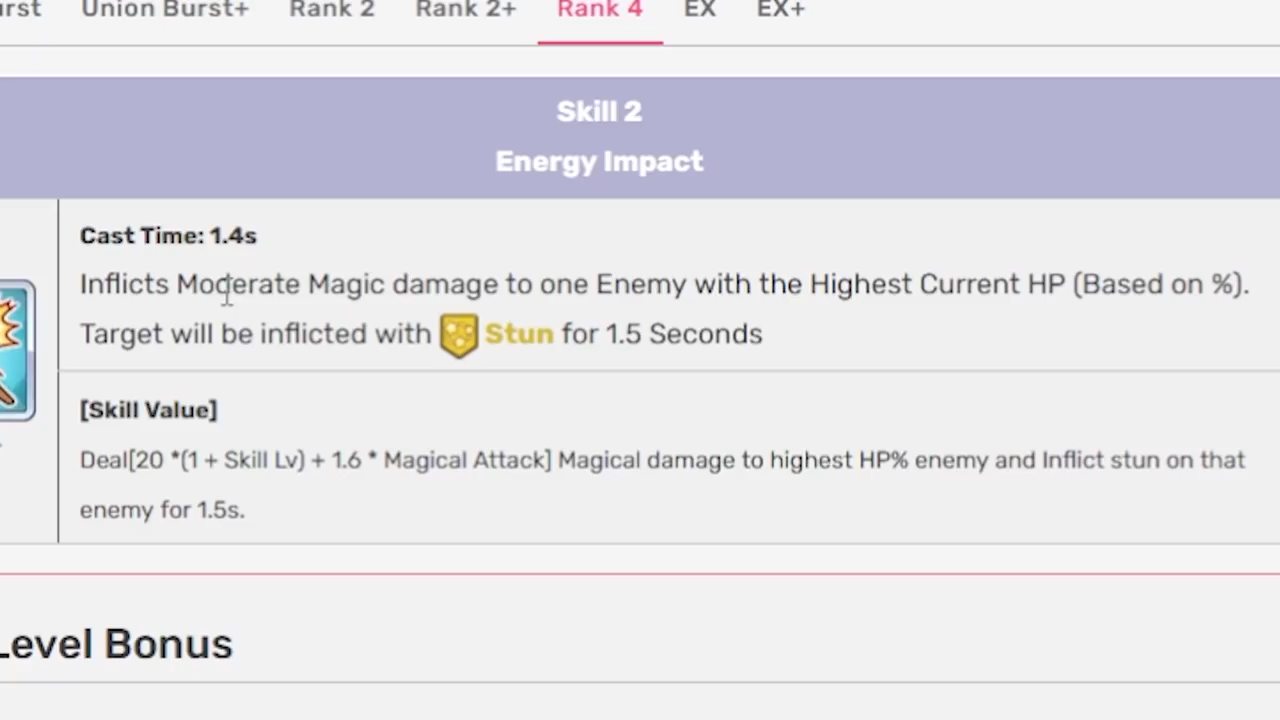 Union Burst+ Rank 2 Rank 2+ Rank 4 EX EX+
Skill 2
Energy Impact
Cast Time: 1.4s
Inflicts Moderate Magic damage to one Enemy with the Highest Current HP (Based on %).
Target will be inflicted with Stun for 1.5 Seconds
[Skill Value]
Deal[20 *(1 + Skill Lv) + 1.6 * Magical Attack] Magical damage to highest HP% enemy and Inflict stun on that
enemy for 1.5s.
Level Bonus